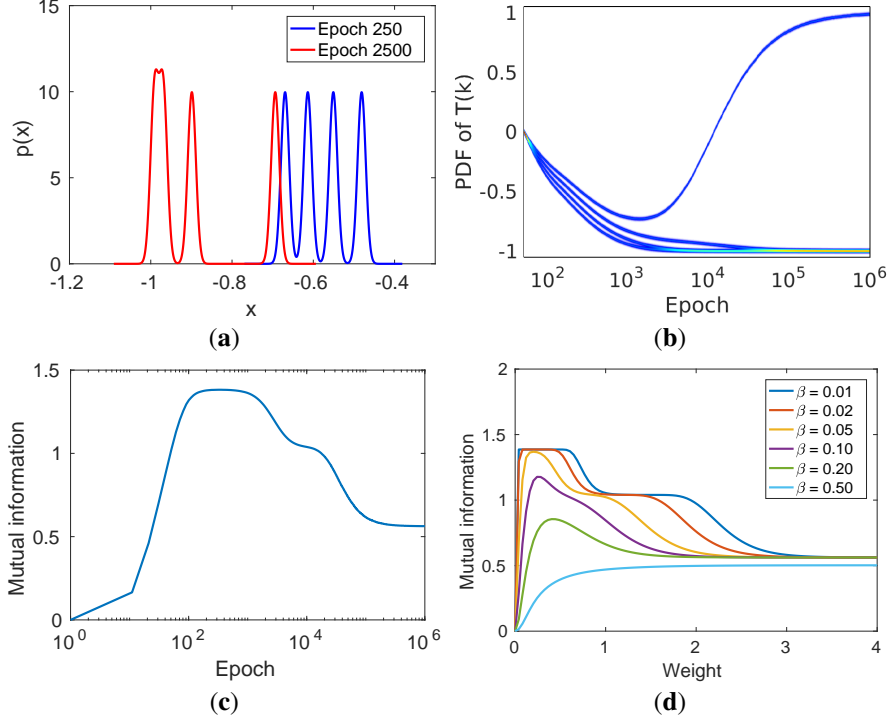 15
10
5
0
-1.2 -1 -0.8 -0.6 -0.4
p(x)
x
Epoch 250
Epoch 2500
(a)
1
0.5
0
-0.5
-1
10^2 10^3 10^4 10^5 10^6
PDF of T(k)
Epoch
(b)
1.5
1
0.5
0
10^0 10^2 10^4 10^6
Mutual information
Epoch
(c)
2
1.5
1
0.5
0
0 1 2 3 4
Mutual information
Weight
β = 0.01
β = 0.02
β = 0.05
β = 0.10
β = 0.20
β = 0.50
(d)